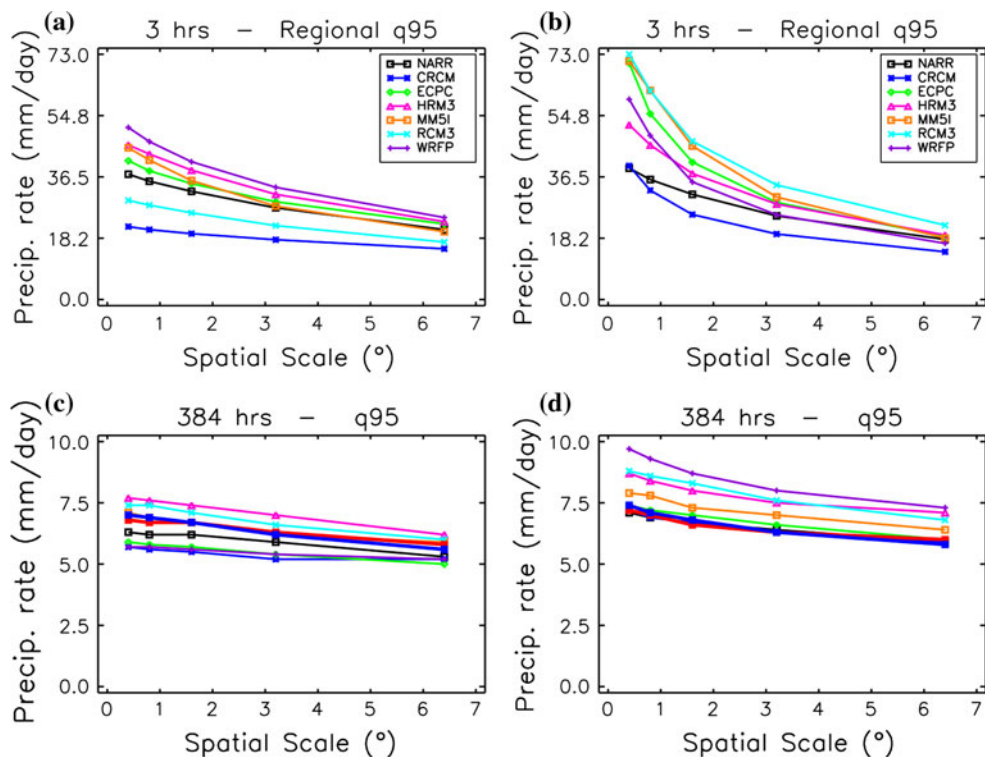 (a)
3 hrs – Regional q95
Precip. rate (mm/day)
73.0
54.8
36.5
18.2
0.0
NARR
CRCM
ECPC
HRM3
MM5I
RCM3
WRFP
0 1 2 3 4 5 6 7
Spatial Scale (°)
(b)
3 hrs – Regional q95
Precip. rate (mm/day)
73.0
54.8
36.5
18.2
0.0
NARR
CRCM
ECPC
HRM3
MM5I
RCM3
WRFP
0 1 2 3 4 5 6 7
Spatial Scale (°)
(c)
384 hrs – q95
Precip. rate (mm/day)
10.0
7.5
5.0
2.5
0.0
0 1 2 3 4 5 6 7
Spatial Scale (°)
(d)
384 hrs – q95
Precip. rate (mm/day)
10.0
7.5
5.0
2.5
0.0
0 1 2 3 4 5 6 7
Spatial Scale (°)